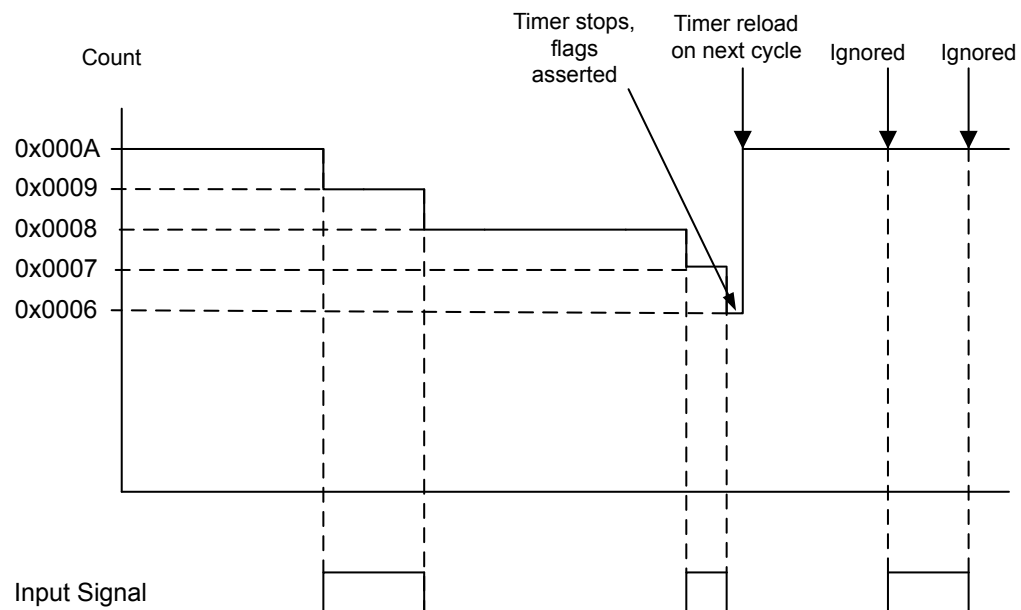 Timer stops,
flags
asserted
Timer reload
on next cycle
Ignored
Ignored
Count
0x000A
0x0009
0x0008
0x0007
0x0006
Input Signal